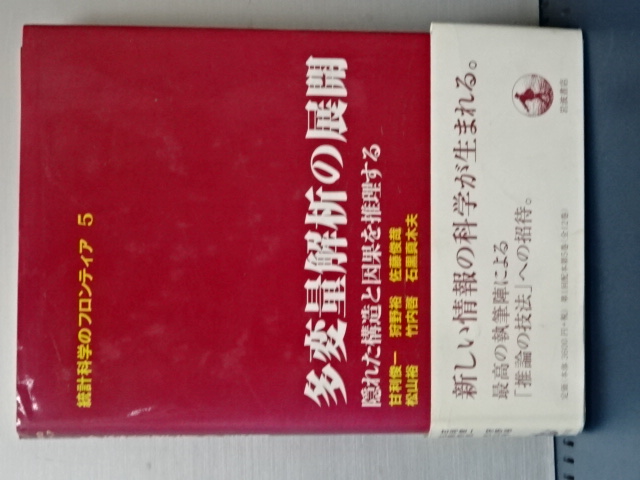 統計科学のフロンティア 5
多変量解析の展開
隠れた構造と因果を推理する
甘利俊一 狩野裕 佐藤俊哉
松山裕 竹内啓 石黒真木夫
新しい情報の科学が生まれる。
最高の執筆陣による
「推論の技法」への招待。
岩波書店